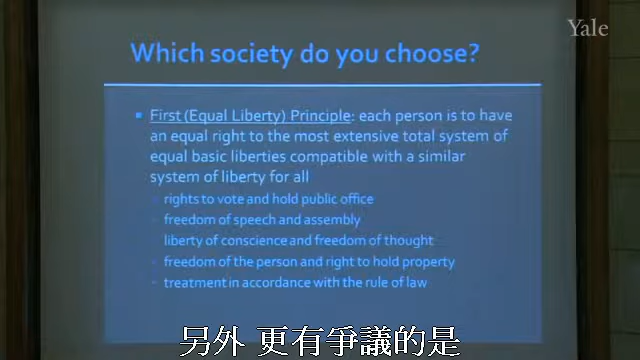 Yale
Which society do you choose?
First (Equal Liberty) Principle: each person is to have
an equal right to the most extensive total system of
equal basic liberties compatible with a similar
system of liberty for all
rights to vote and hold public office
freedom of speech and assembly
liberty of conscience and freedom of thought
freedom of the person and right to hold property
treatment in accordance with the rule of law
另外 更有爭議的是